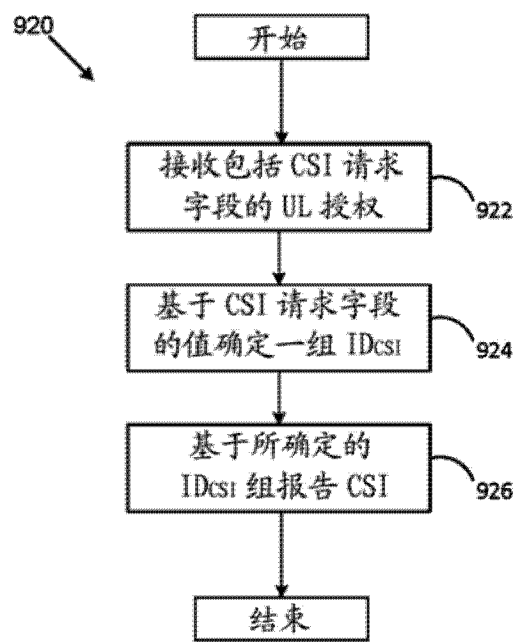 920
开始
接收包括 CSI 请求
字段的 UL 授权
922
基于 CSI 请求字段
的值确定一组 IDCSI
924
基于所确定的
IDCSI 组报告 CSI
926
结束